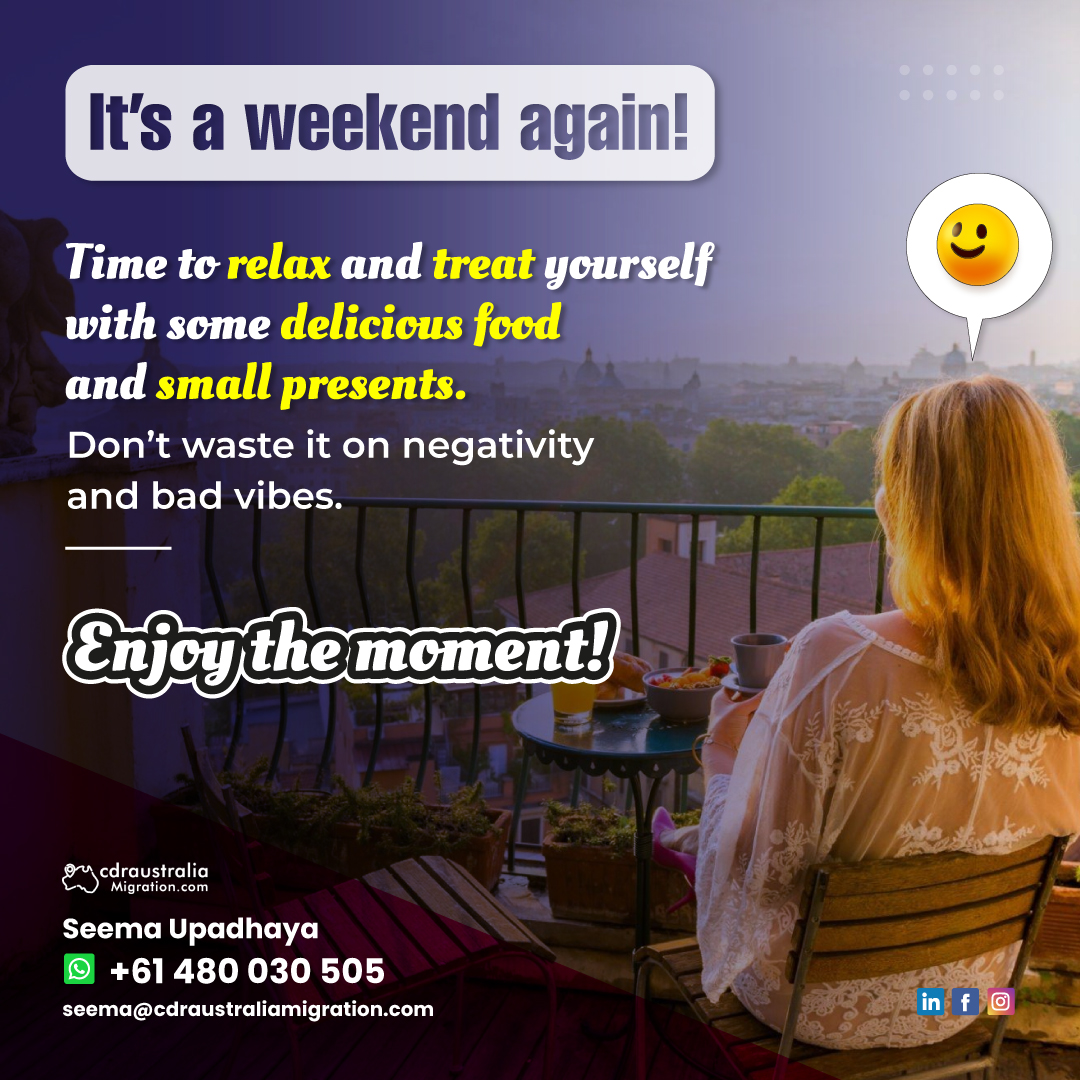 It's a weekend again!
Time to relax and treat yourself
with some delicious food
and small presents.
Don't waste it on negativity
and bad vibes.
Enjoy the moment!
cdraustralia
Migration.com
Seema Upadhaya
+61 480 030 505
seema@cdraustraliamigration.com
in f